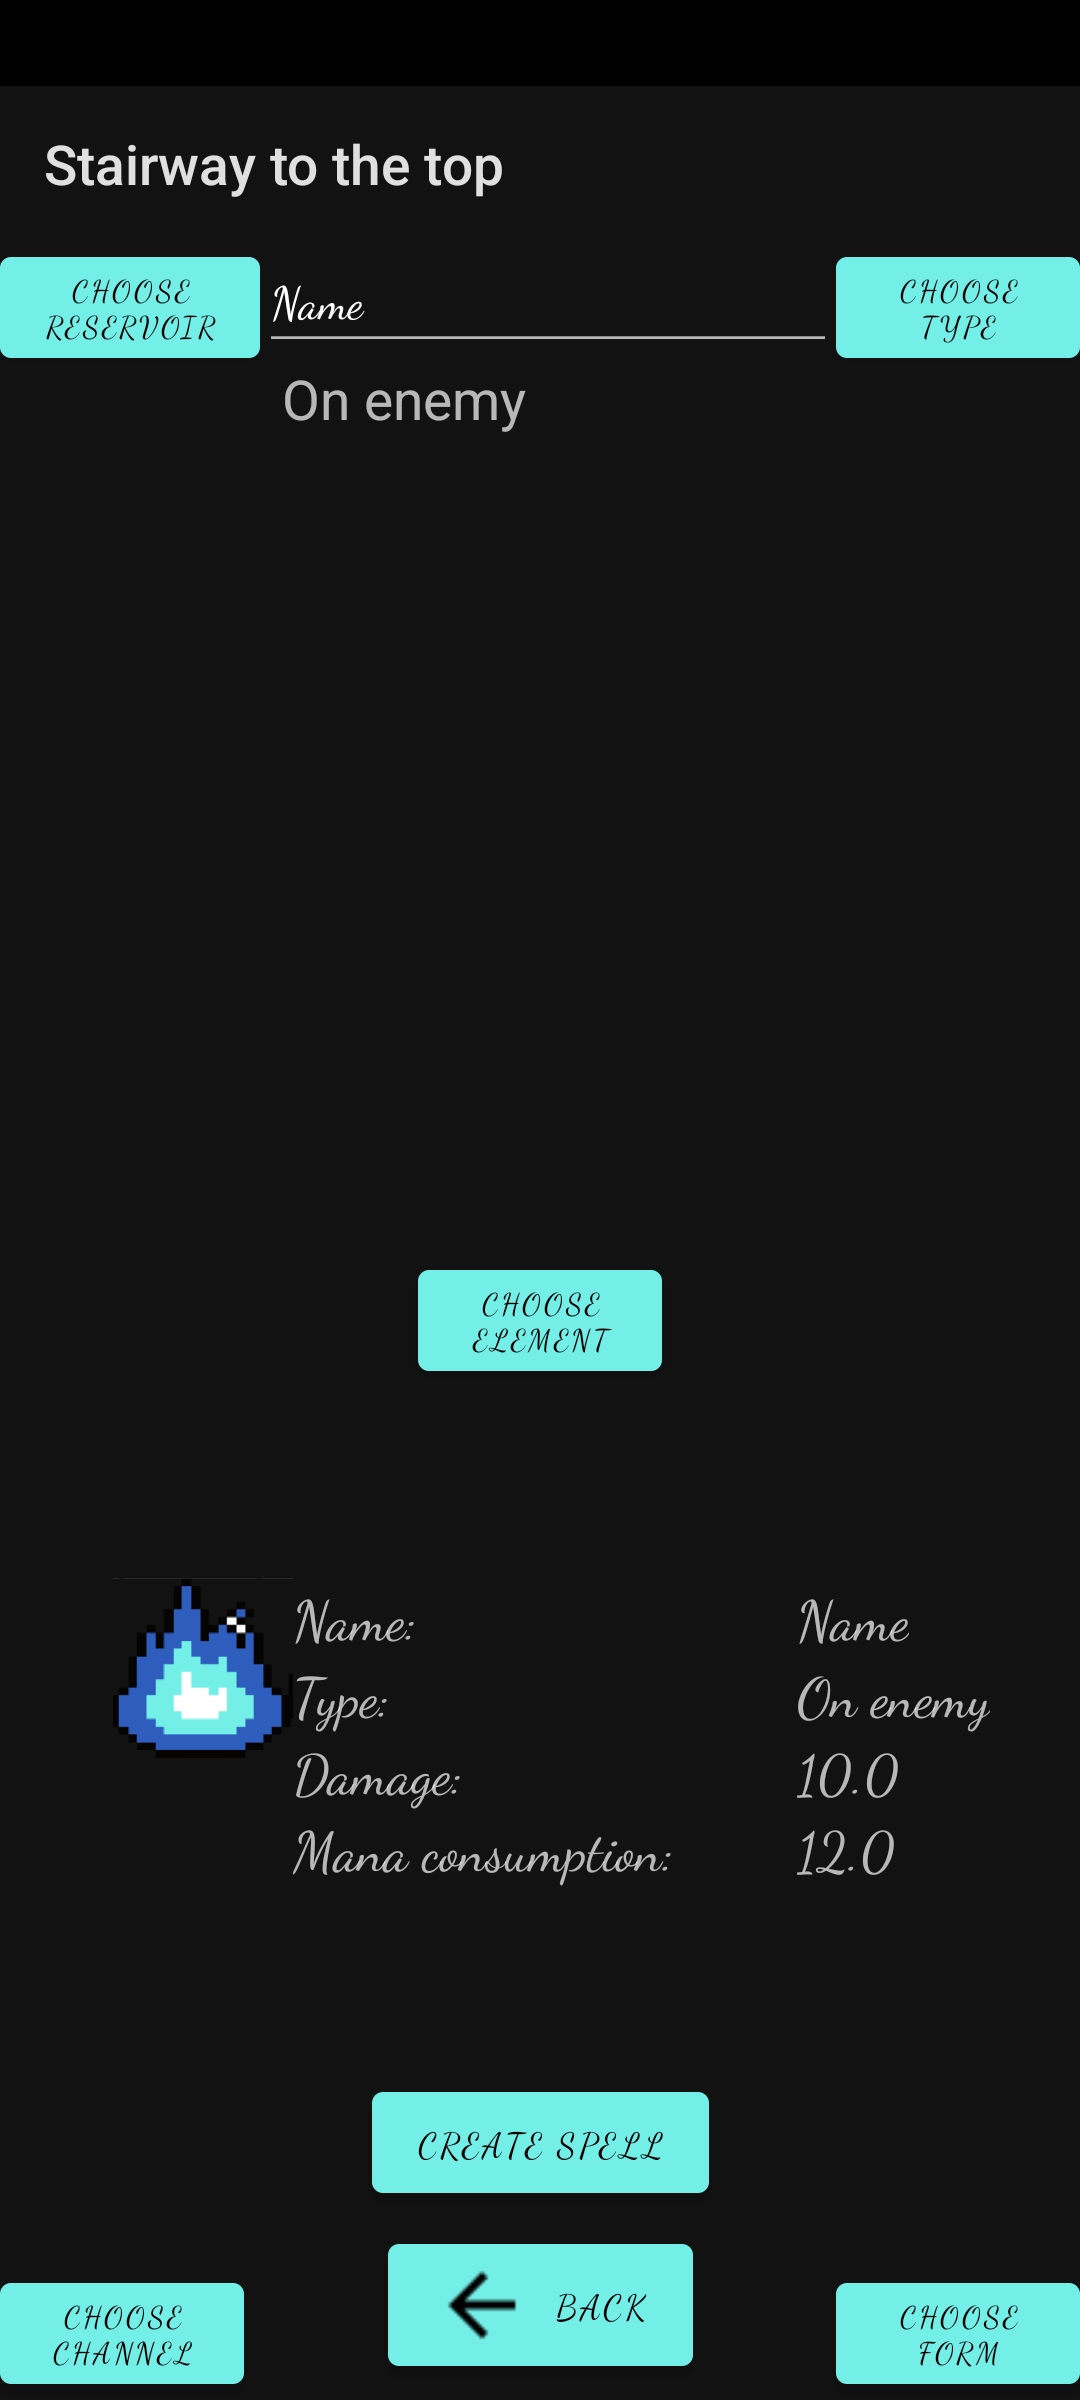 Stairway to the top
CHOOSE
RESERVOIR
Name
CHOOSE
TYPE
On enemy
CHOOSE
ELEMENT
Name: Name
Type: On enemy
Damage: 10.0
Mana consumption: 12.0
CREATE SPELL
BACK
CHOOSE
CHANNEL
CHOOSE
FORM